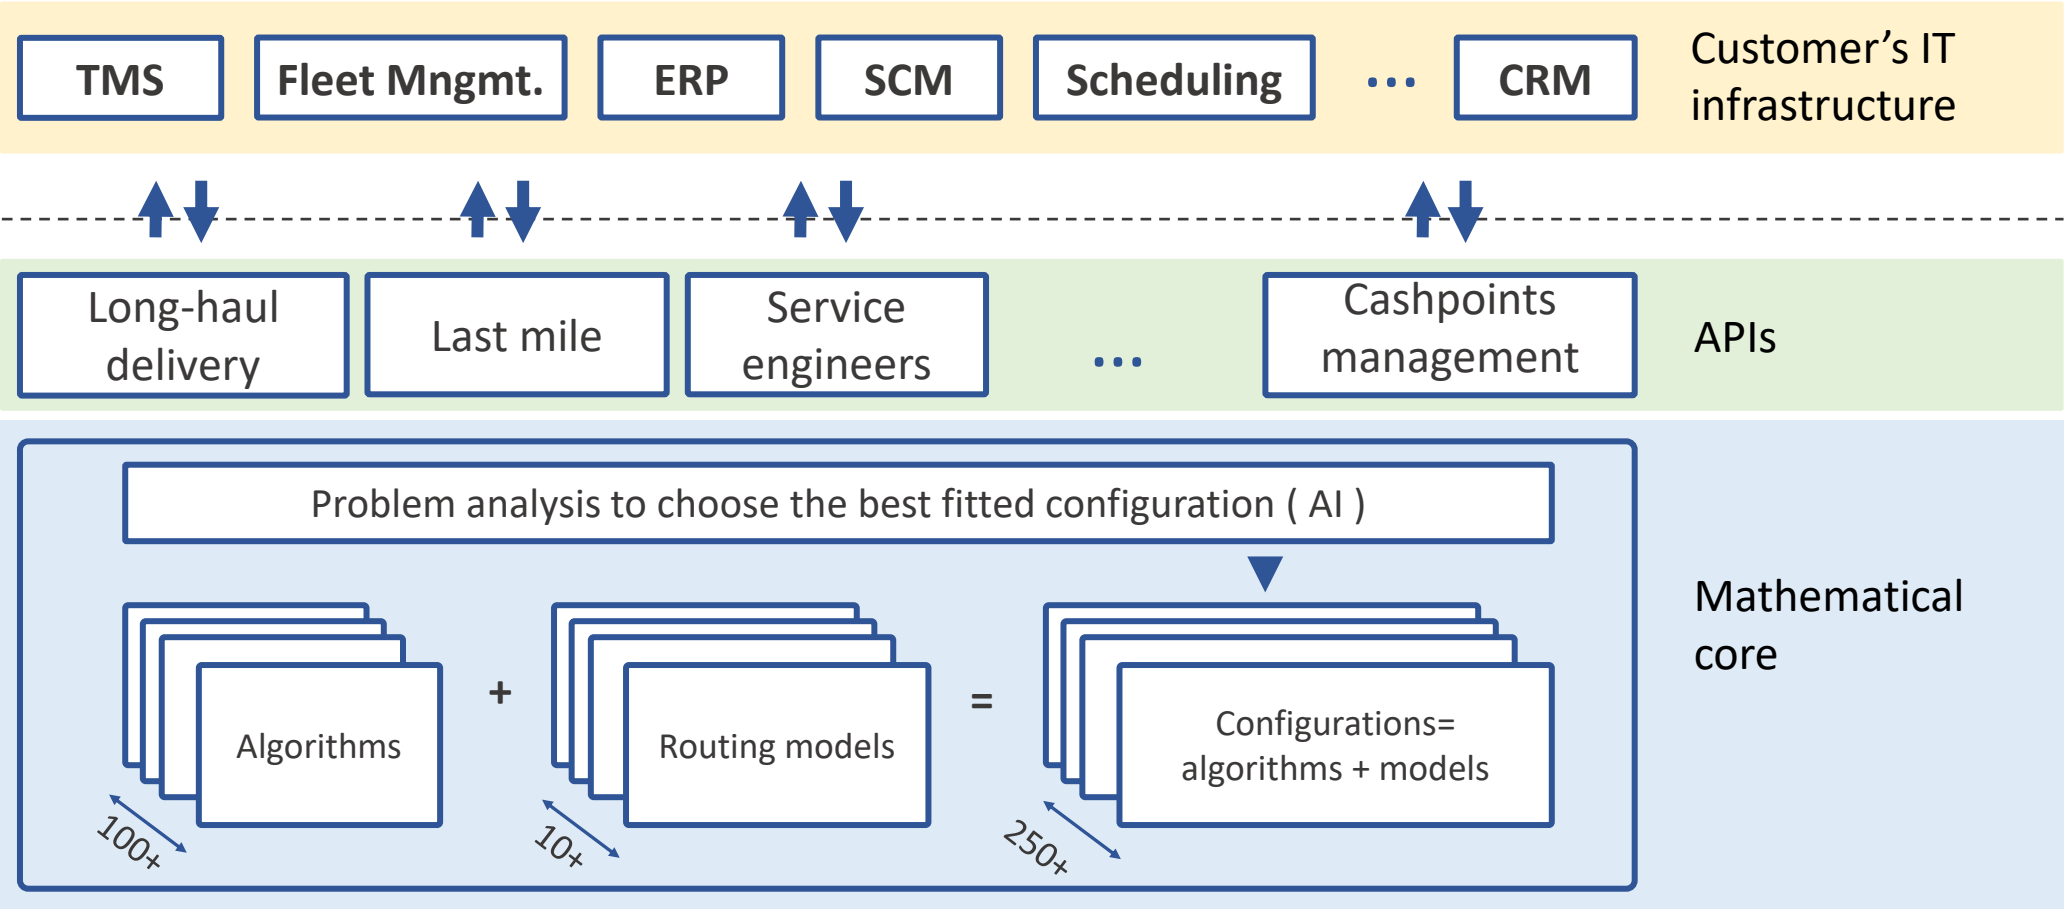 TMS
Fleet Mngmt.
ERP
SCM
Scheduling
...
CRM
Customer’s IT
infrastructure
Long-haul
delivery
Last mile
Service
engineers
...
Cashpoints
management
APIs
Problem analysis to choose the best fitted configuration ( AI )
Algorithms
+
Routing models
=
Configurations=
algorithms + models
100+
10+
250+
Mathematical
core